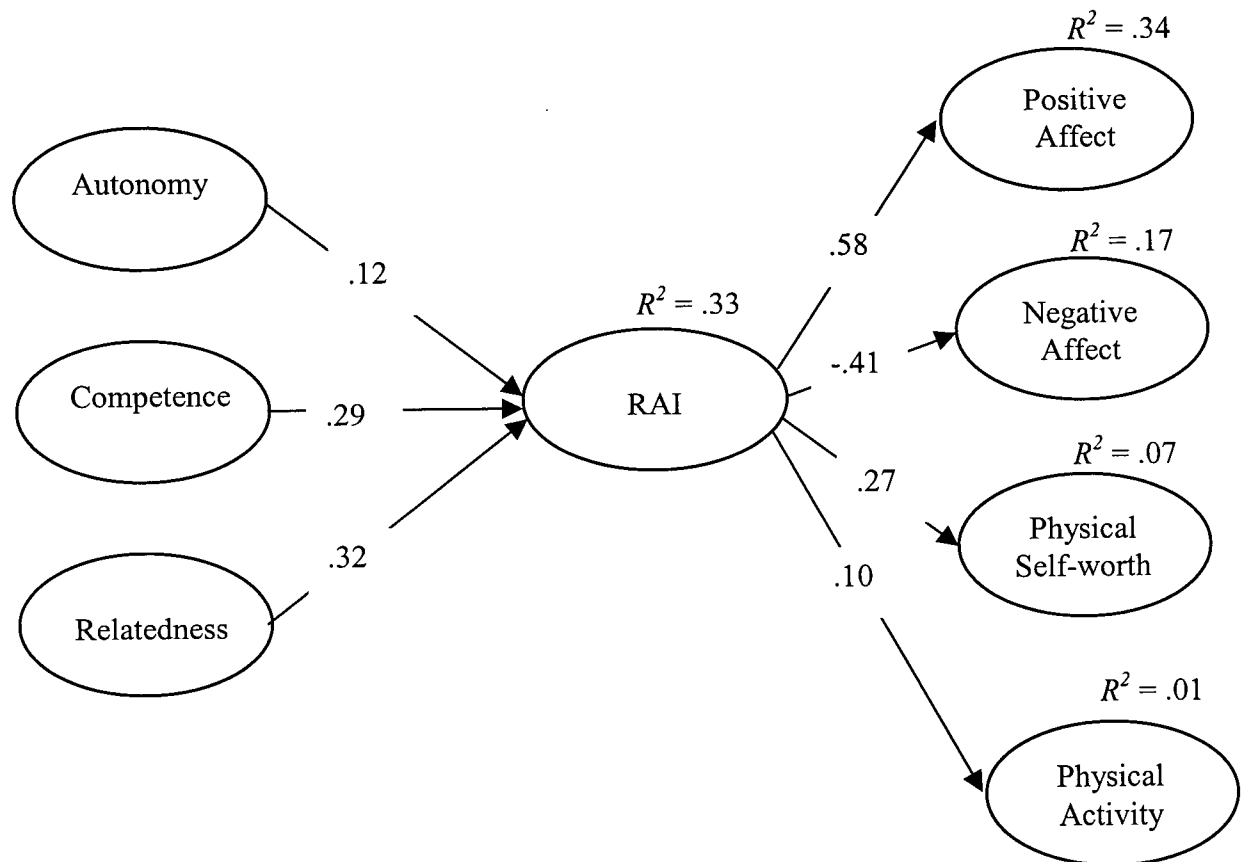 Autonomy
Competence
Relatedness
.12
.29
.32
R² = .33
RAI
.58
-.41
.27
.10
R² = .34
Positive
Affect
R² = .17
Negative
Affect
R² = .07
Physical
Self-worth
R² = .01
Physical
Activity